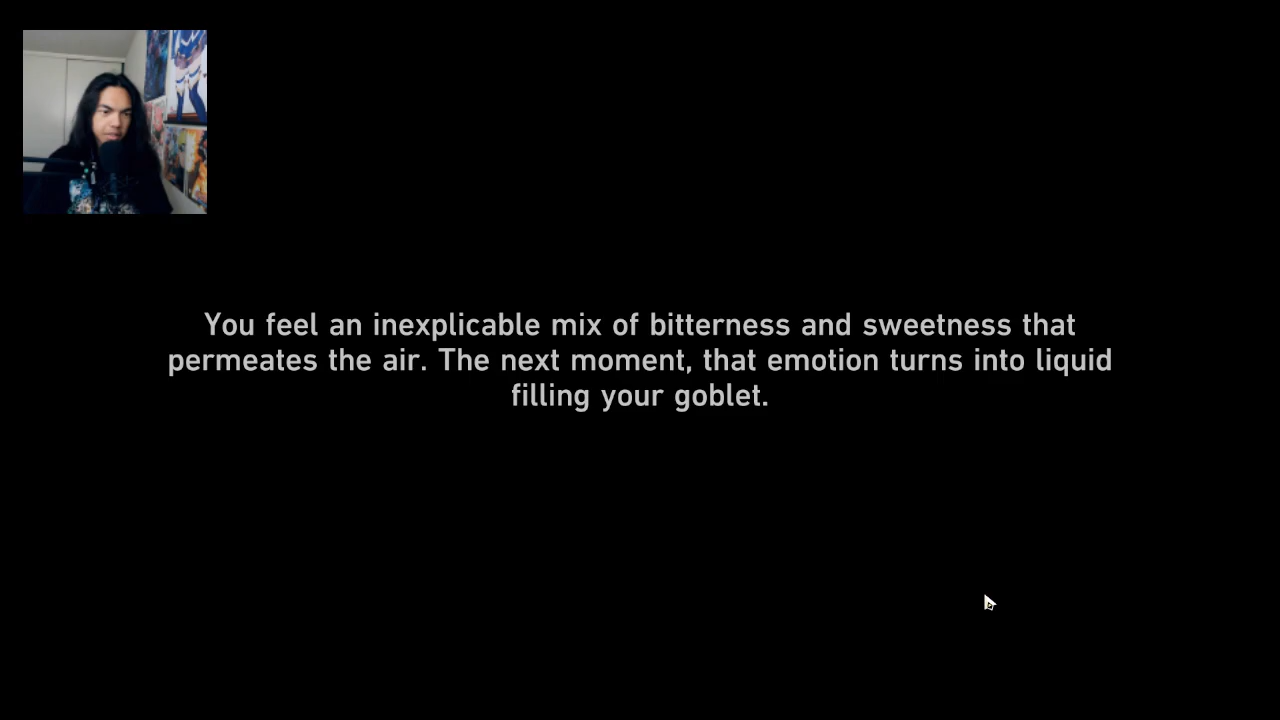 You feel an inexplicable mix of bitterness and sweetness that
permeates the air. The next moment, that emotion turns into liquid
filling your goblet.